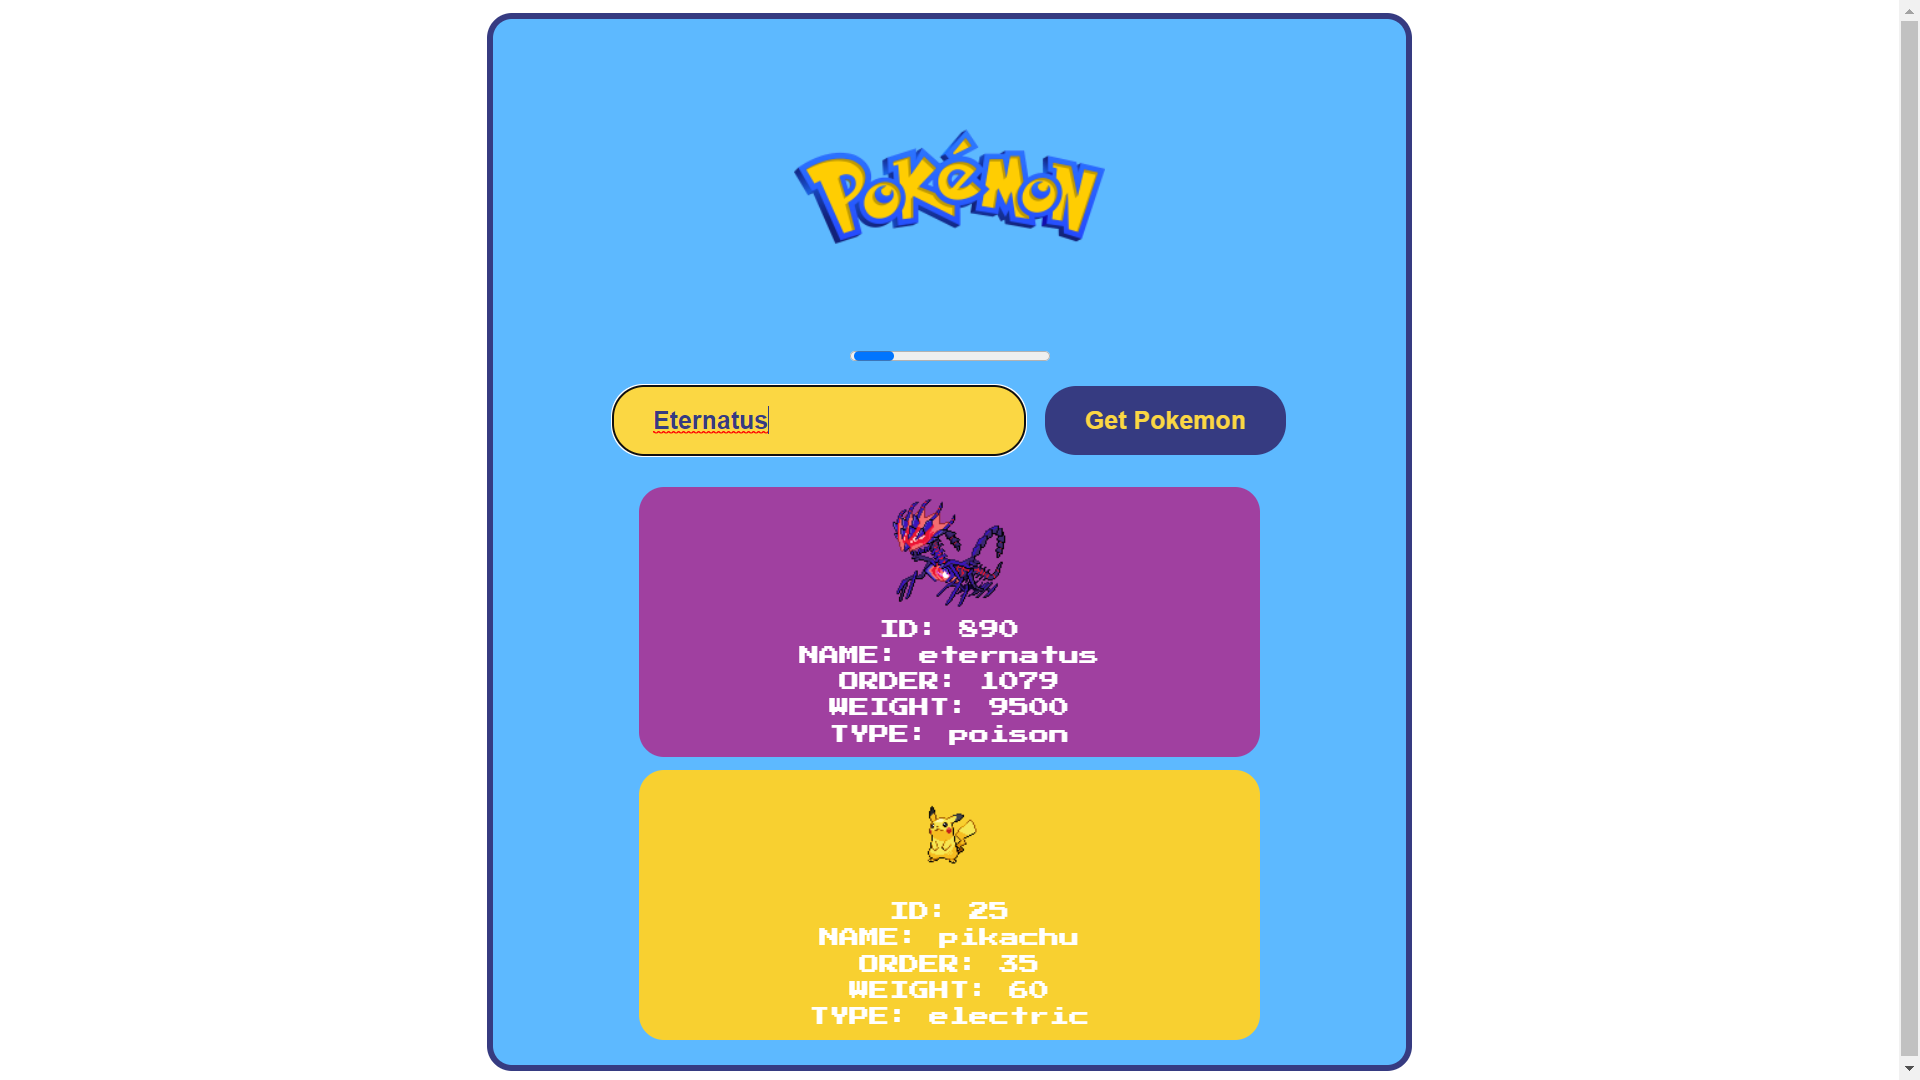 Pokémon
Eternatus
Get Pokemon
ID: 890
NAME: eternatus
ORDER: 1079
WEIGHT: 9500
TYPE: poison
ID: 25
NAME: pikachu
ORDER: 35
WEIGHT: 60
TYPE: electric